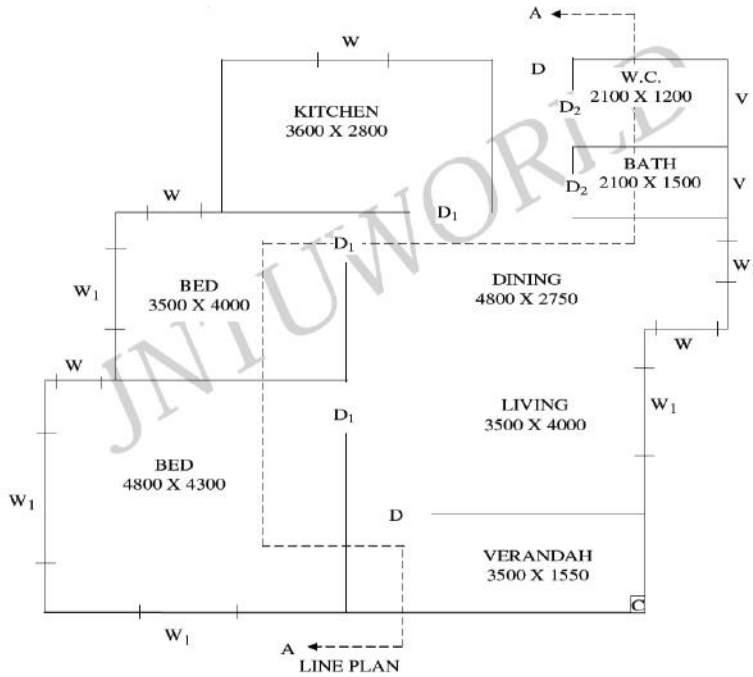 A
W
D
W.C.
2100 X 1200
KITCHEN
3600 X 2800
D2
V
BATH
2100 X 1500
V
D2
W
D1
D1
BED
3500 X 4000
W1
DINING
4800 X 2750
W
W
W
LIVING
3500 X 4000
W1
D1
BED
4800 X 4300
W1
D
VERANDAH
3500 X 1550
C
W1
A
LINE PLAN
JNTUWORLD